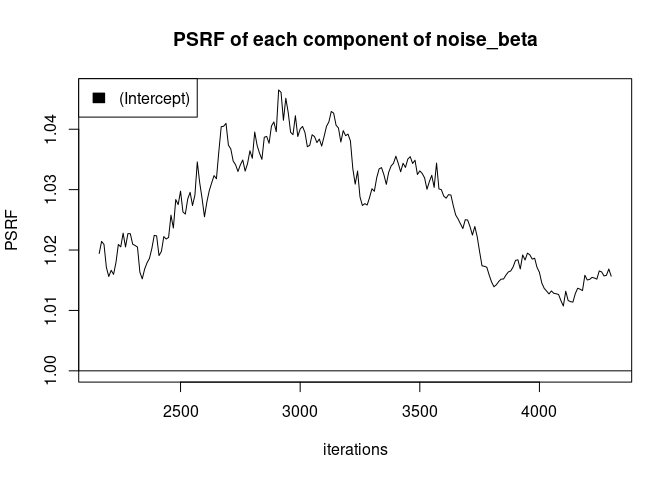 PSRF of each component of noise_beta
(Intercept)
PSRF
1.04
1.03
1.02
1.01
1.00
2500 3000 3500 4000
iterations